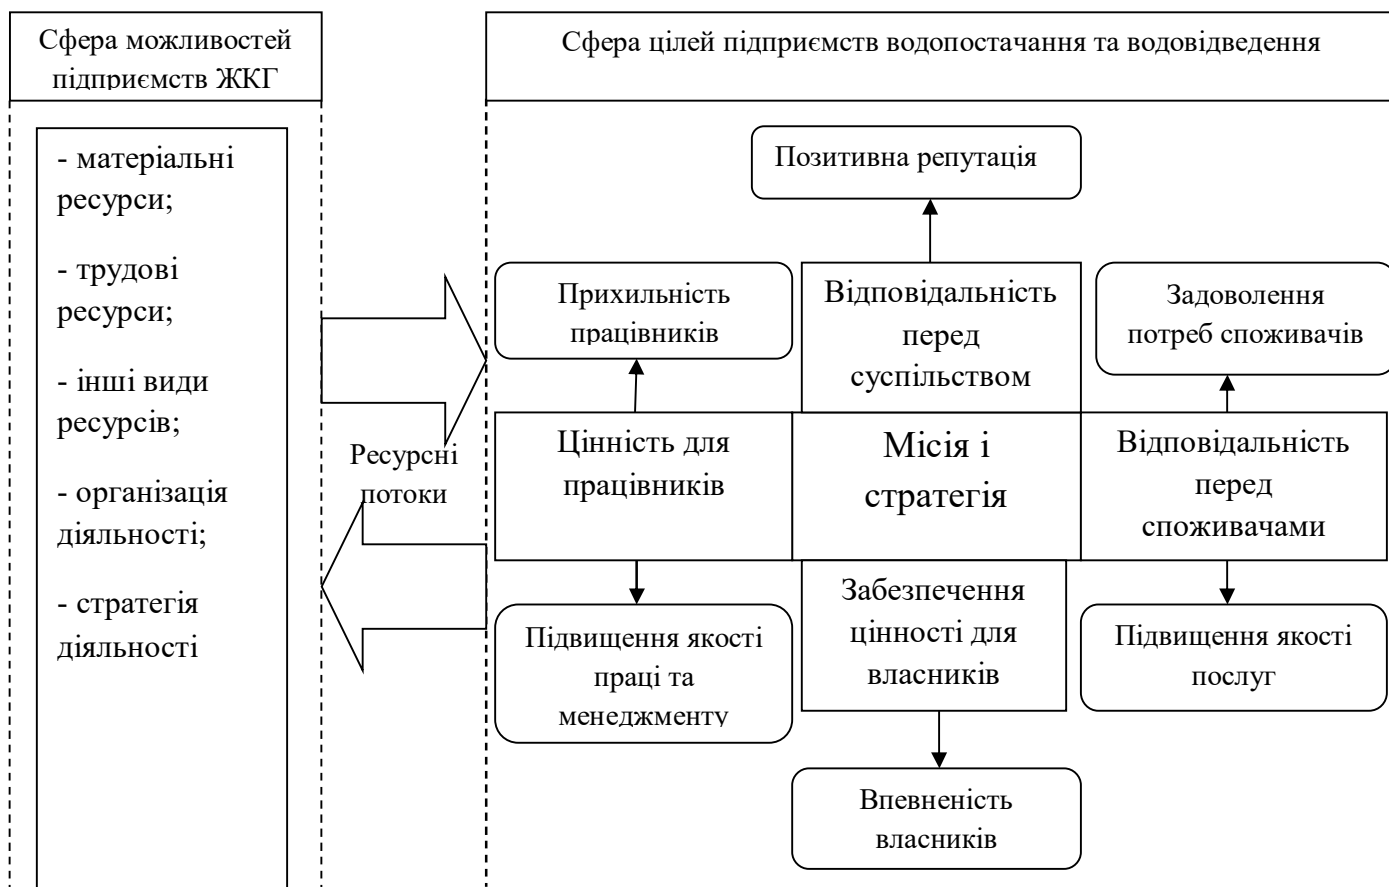 Сфера можливостей
підприємств ЖКГ
Сфера цілей підприємств водопостачання та водовідведення
- матеріальні
ресурси;
- трудові
ресурси;
- інші види
ресурсів;
- організація
діяльності;
- стратегія
діяльності
Ресурсні
потоки
Позитивна репутація
Прихильність
працівників
Відповідальність
перед
суспільством
Задоволення
потреб споживачів
Цінність для
працівників
Місія і
стратегія
Відповідальність
перед
споживачами
Підвищення якості
праці та
менеджменту
Забезпечення
цінності для
власників
Підвищення якості
послуг
Впевненість
власників